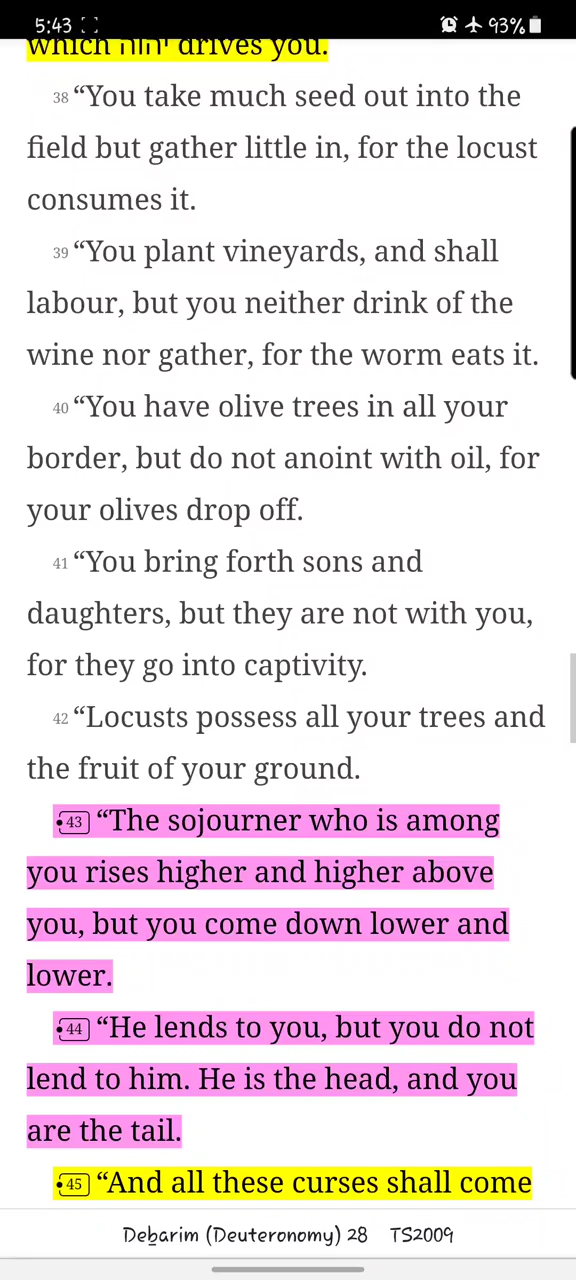 5:43 93%
which יהוה drives you.
38 “You take much seed out into the
field but gather little in, for the locust
consumes it.
39 “You plant vineyards, and shall
labour, but you neither drink of the
wine nor gather, for the worm eats it.
40 “You have olive trees in all your
border, but do not anoint with oil, for
your olives drop off.
41 “You bring forth sons and
daughters, but they are not with you,
for they go into captivity.
42 “Locusts possess all your trees and
the fruit of your ground.
43 “The sojourner who is among
you rises higher and higher above
you, but you come down lower and
lower.
44 “He lends to you, but you do not
lend to him. He is the head, and you
are the tail.
45 “And all these curses shall come
Deḇarim (Deuteronomy) 28 TS2009